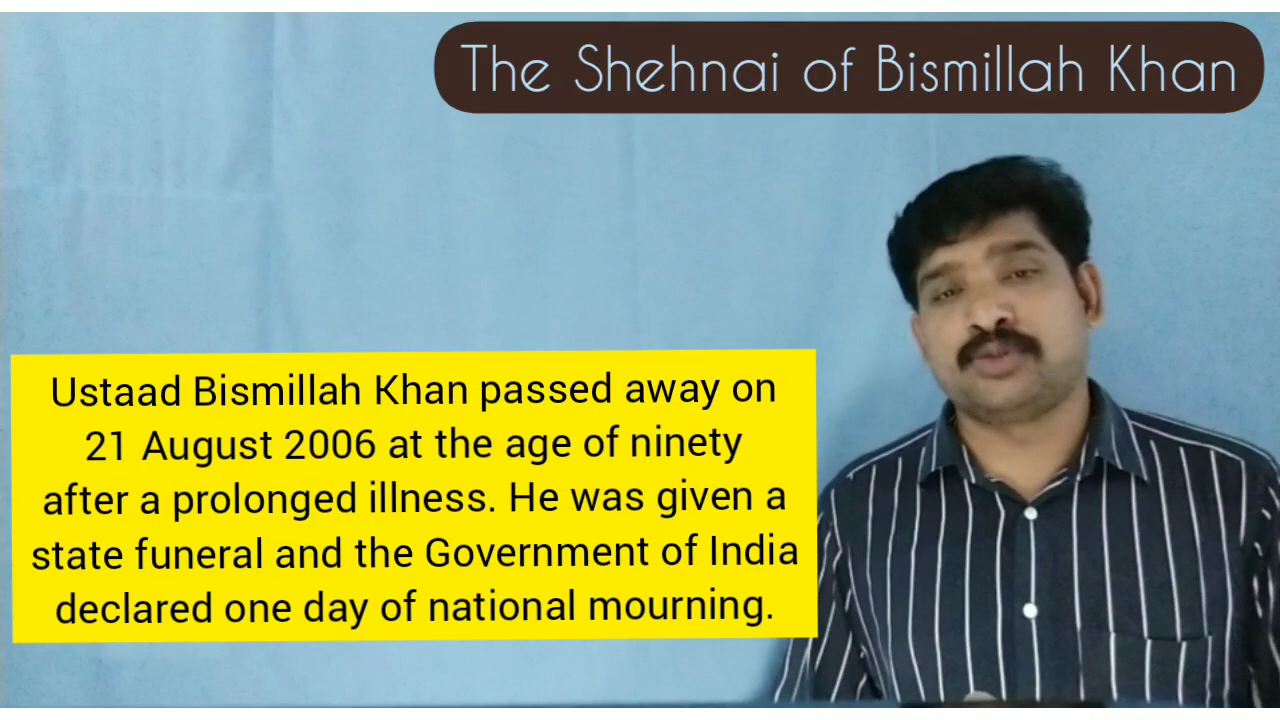 The Shehnai of Bismillah Khan
Ustaad Bismillah Khan passed away on
21 August 2006 at the age of ninety
after a prolonged illness. He was given a
state funeral and the Government of India
declared one day of national mourning.